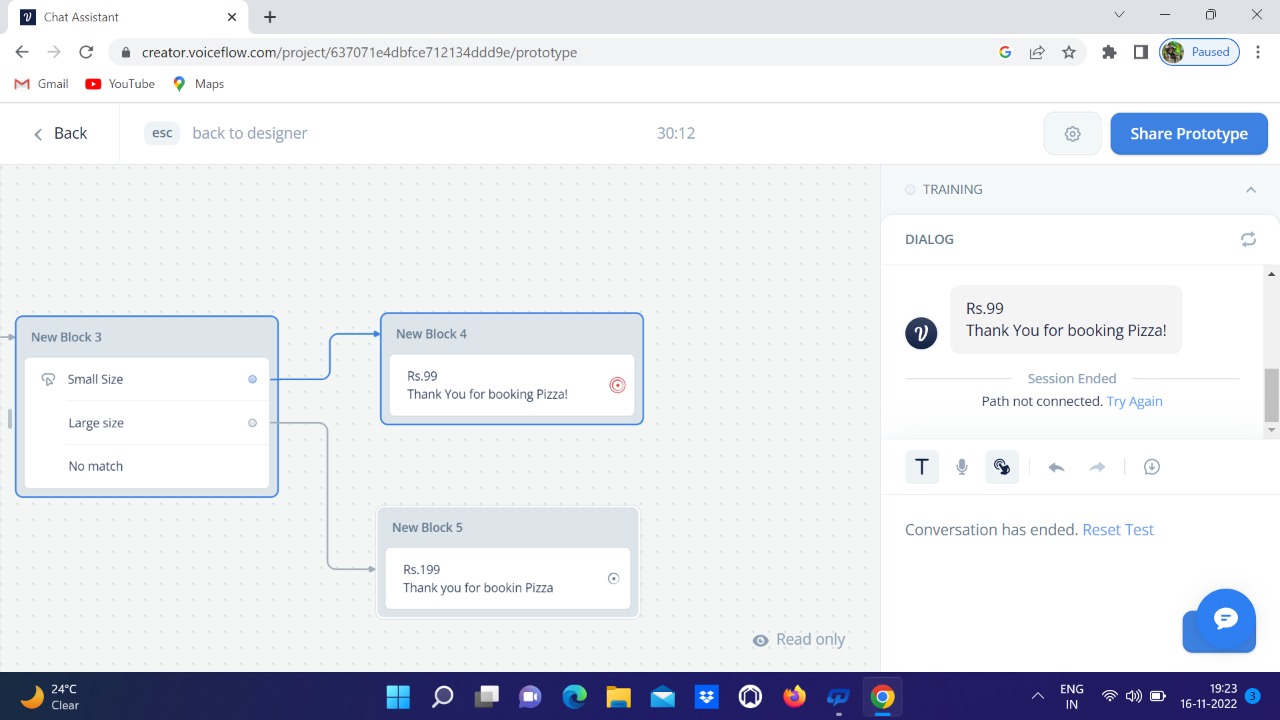 Chat Assistant
creator.voiceflow.com/project/637071e4dbfce712134ddd9e/prototype
Paused
Gmail
YouTube
Maps
Back
esc
back to designer
30:12
Share Prototype
TRAINING
DIALOG
Rs.99
Thank You for booking Pizza!
Session Ended
Path not connected. Try Again
T
Conversation has ended. Reset Test
New Block 3
Small Size
Large size
No match
New Block 4
Rs.99
Thank You for booking Pizza!
New Block 5
Rs.199
Thank you for bookin Pizza
Read only
24°C
Clear
ENG
IN
19:23
16-11-2022
3